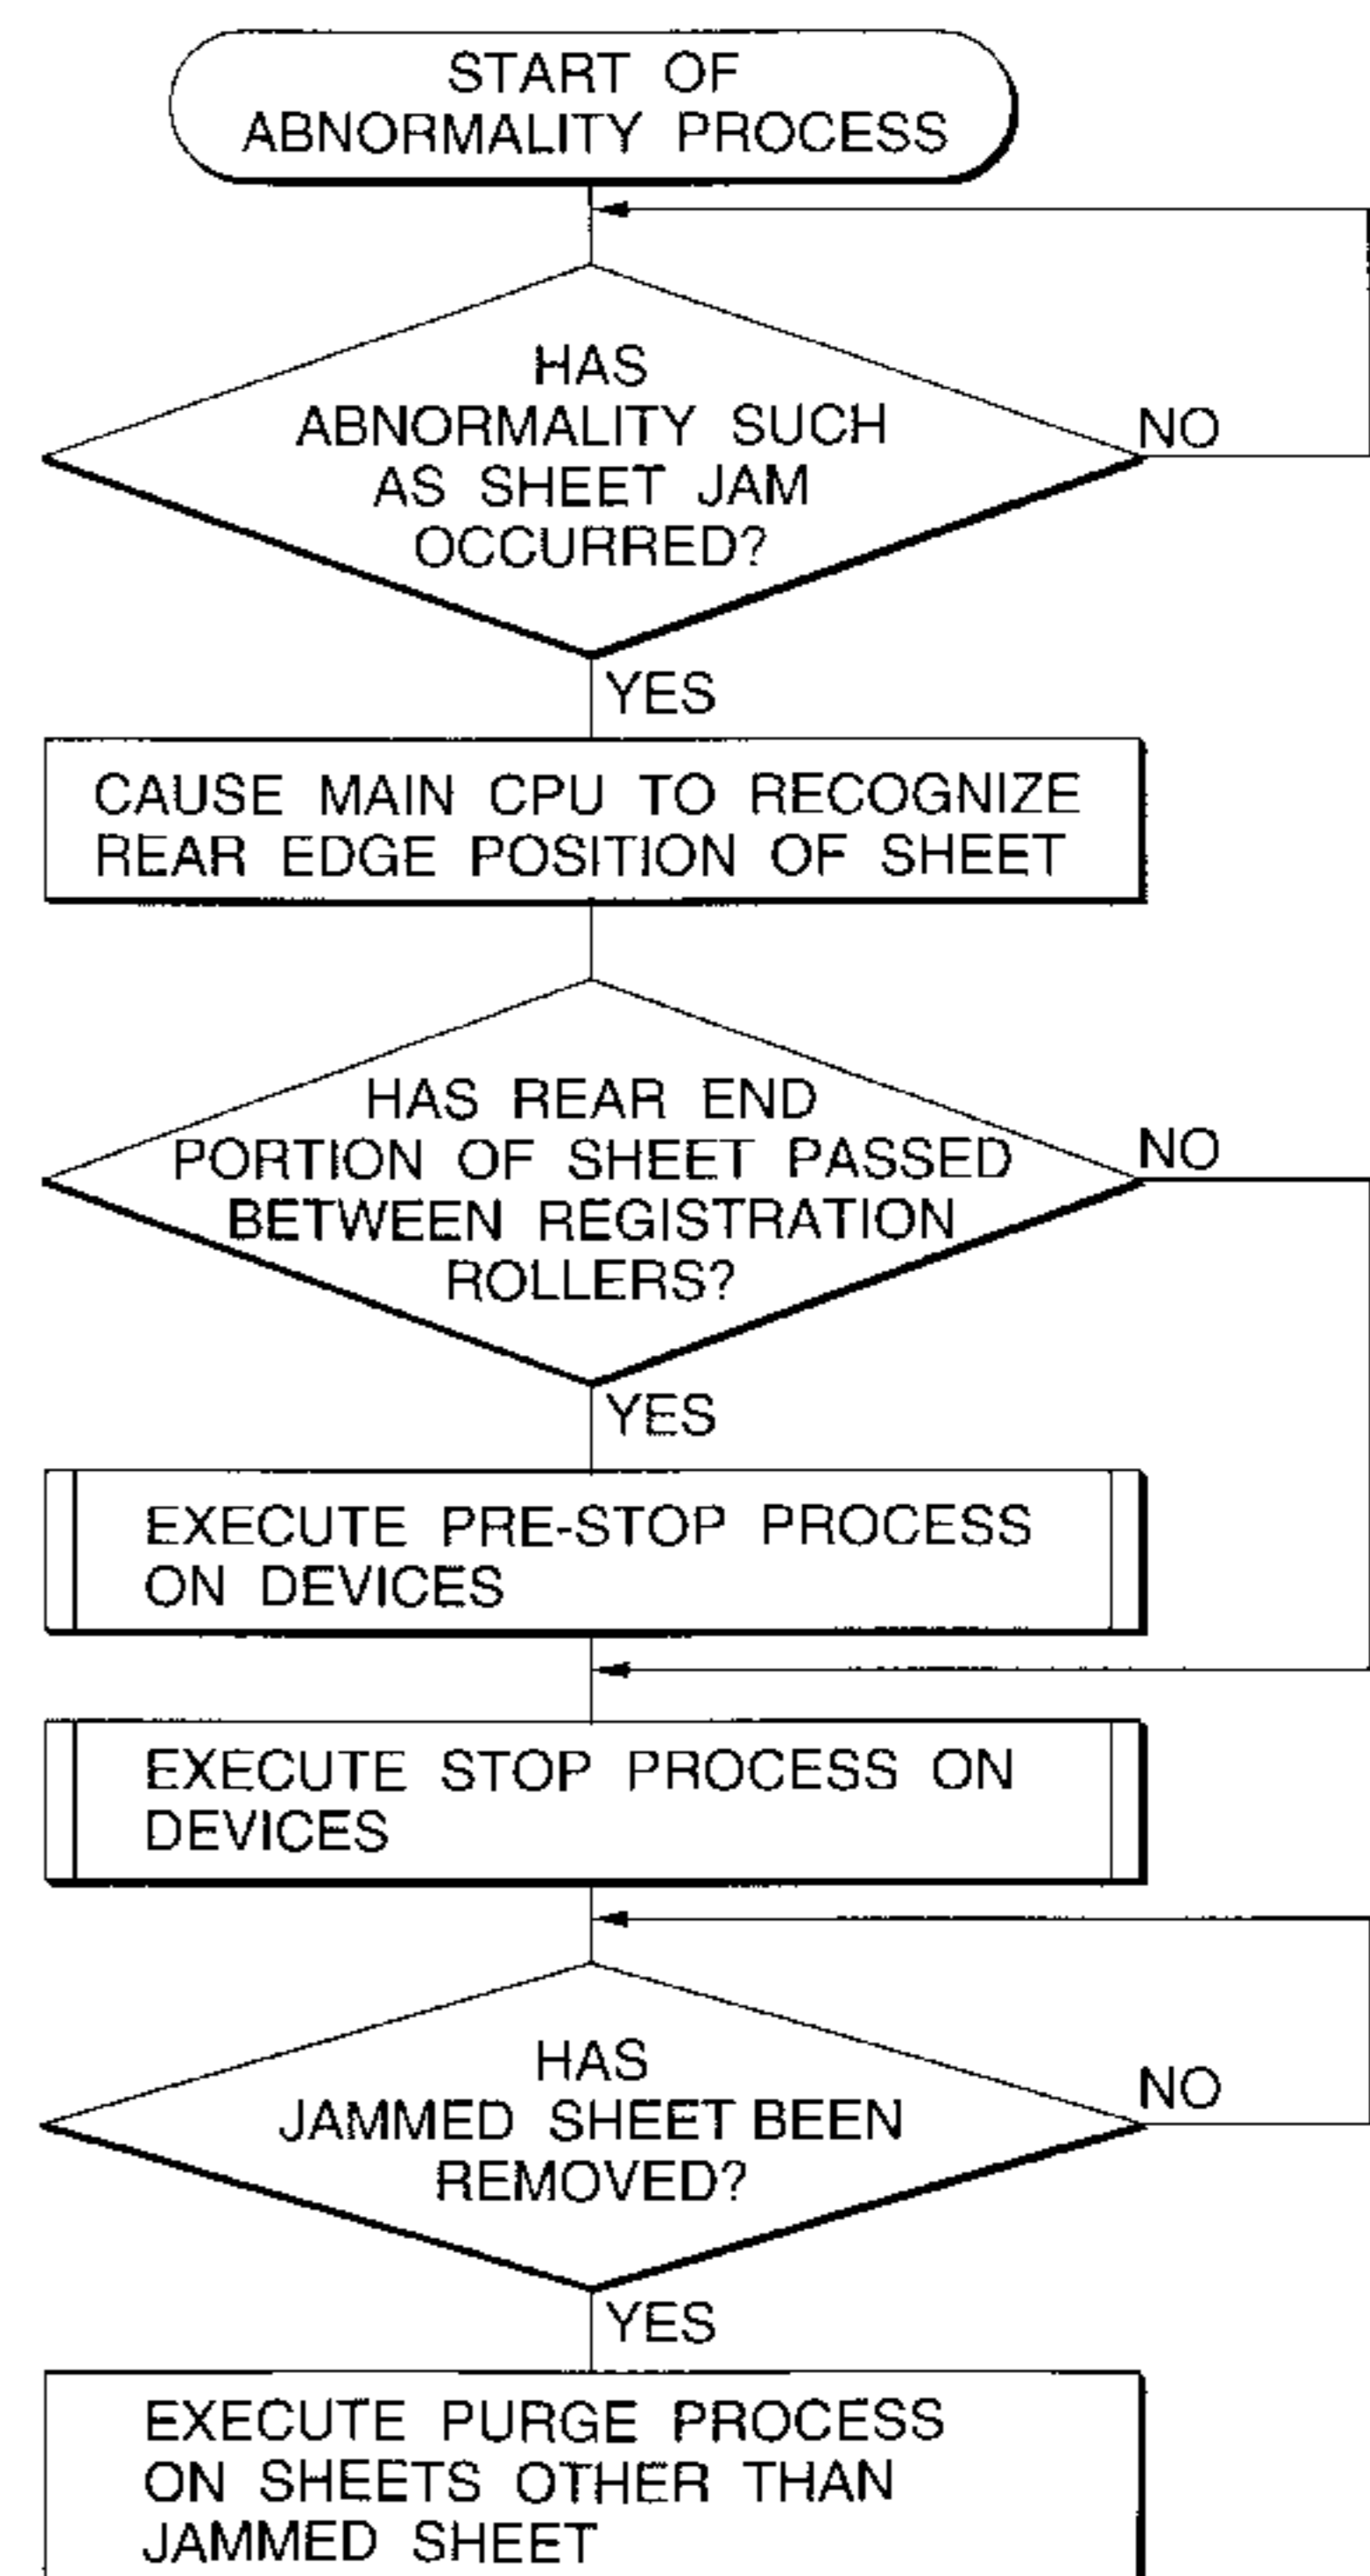 START OF
ABNORMALITY PROCESS
HAS
ABNORMALITY SUCH
AS SHEET JAM
OCCURRED?
NO
YES
CAUSE MAIN CPU TO RECOGNIZE
REAR EDGE POSITION OF SHEET
HAS REAR END
PORTION OF SHEET PASSED
BETWEEN REGISTRATION
ROLLERS?
NO
YES
EXECUTE PRE-STOP PROCESS
ON DEVICES
EXECUTE STOP PROCESS ON
DEVICES
HAS
JAMMED SHEET BEEN
REMOVED?
NO
YES
EXECUTE PURGE PROCESS
ON SHEETS OTHER THAN
JAMMED SHEET